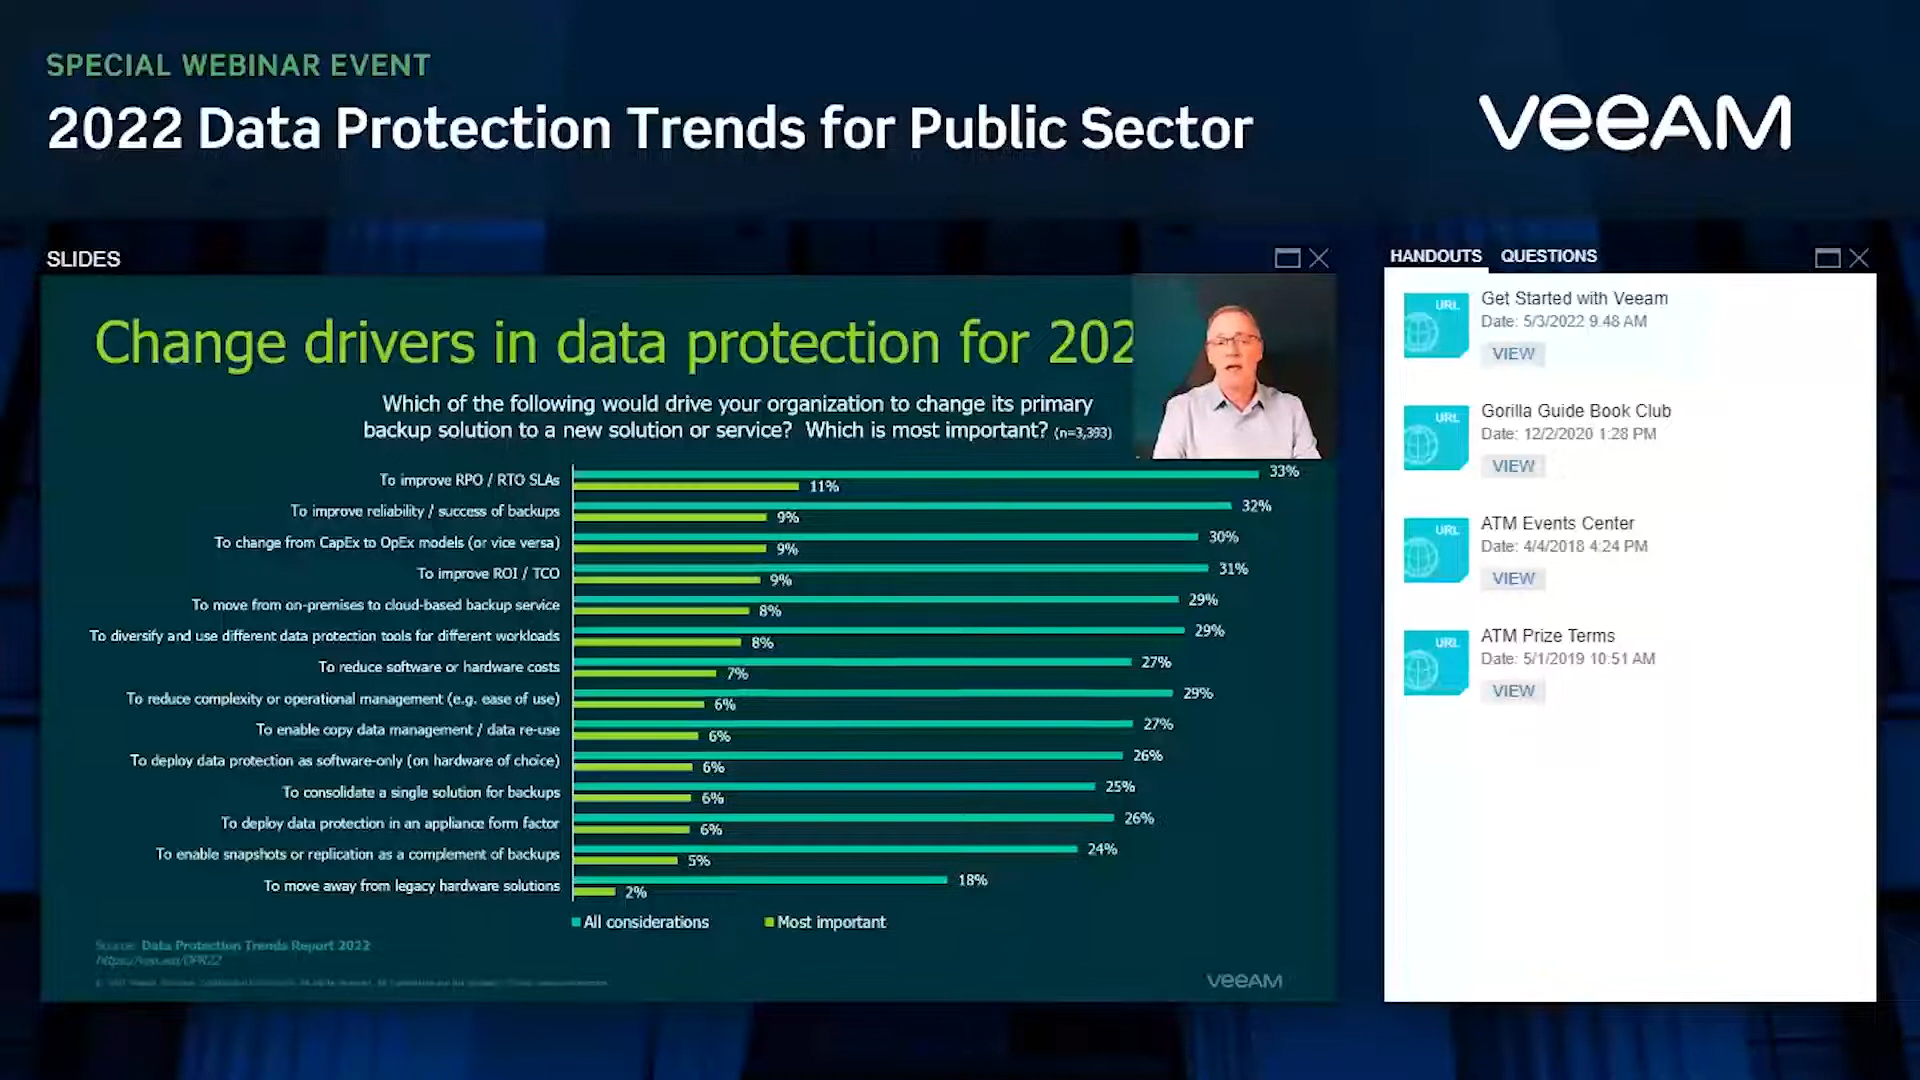 SPECIAL WEBINAR EVENT
2022 Data Protection Trends for Public Sector
veeAM
SLIDES
Change drivers in data protection for 202
Which of the following would drive your organization to change its primary
backup solution to a new solution or service? Which is most important? (n=3,393)
To improve RPO / RTO SLAs 33%
11%
To improve reliability / success of backups 32%
9%
To change from CapEx to OpEx models (or vice versa) 30%
9%
To improve ROI / TCO 31%
9%
To move from on-premises to cloud-based backup service 29%
8%
To diversify and use different data protection tools for different workloads 29%
8%
To reduce software or hardware costs 27%
7%
To reduce complexity or operational management (e.g. ease of use) 29%
6%
To enable copy data management / data re-use 27%
6%
To deploy data protection as software-only (on hardware of choice) 26%
6%
To consolidate a single solution for backups 25%
6%
To deploy data protection in an appliance form factor 26%
6%
To enable snapshots or replication as a complement of backups 24%
5%
To move away from legacy hardware solutions 18%
2%
All considerations Most important
Source: Data Protection Trends Report 2022
veeAM
HANDOUTS QUESTIONS
URL
Get Started with Veeam
Date: 5/3/2022 9:48 AM
VIEW
URL
Gorilla Guide Book Club
Date: 12/2/2020 1:28 PM
VIEW
URL
ATM Events Center
Date: 4/4/2018 4:24 PM
VIEW
URL
ATM Prize Terms
Date: 5/1/2019 10:51 AM
VIEW